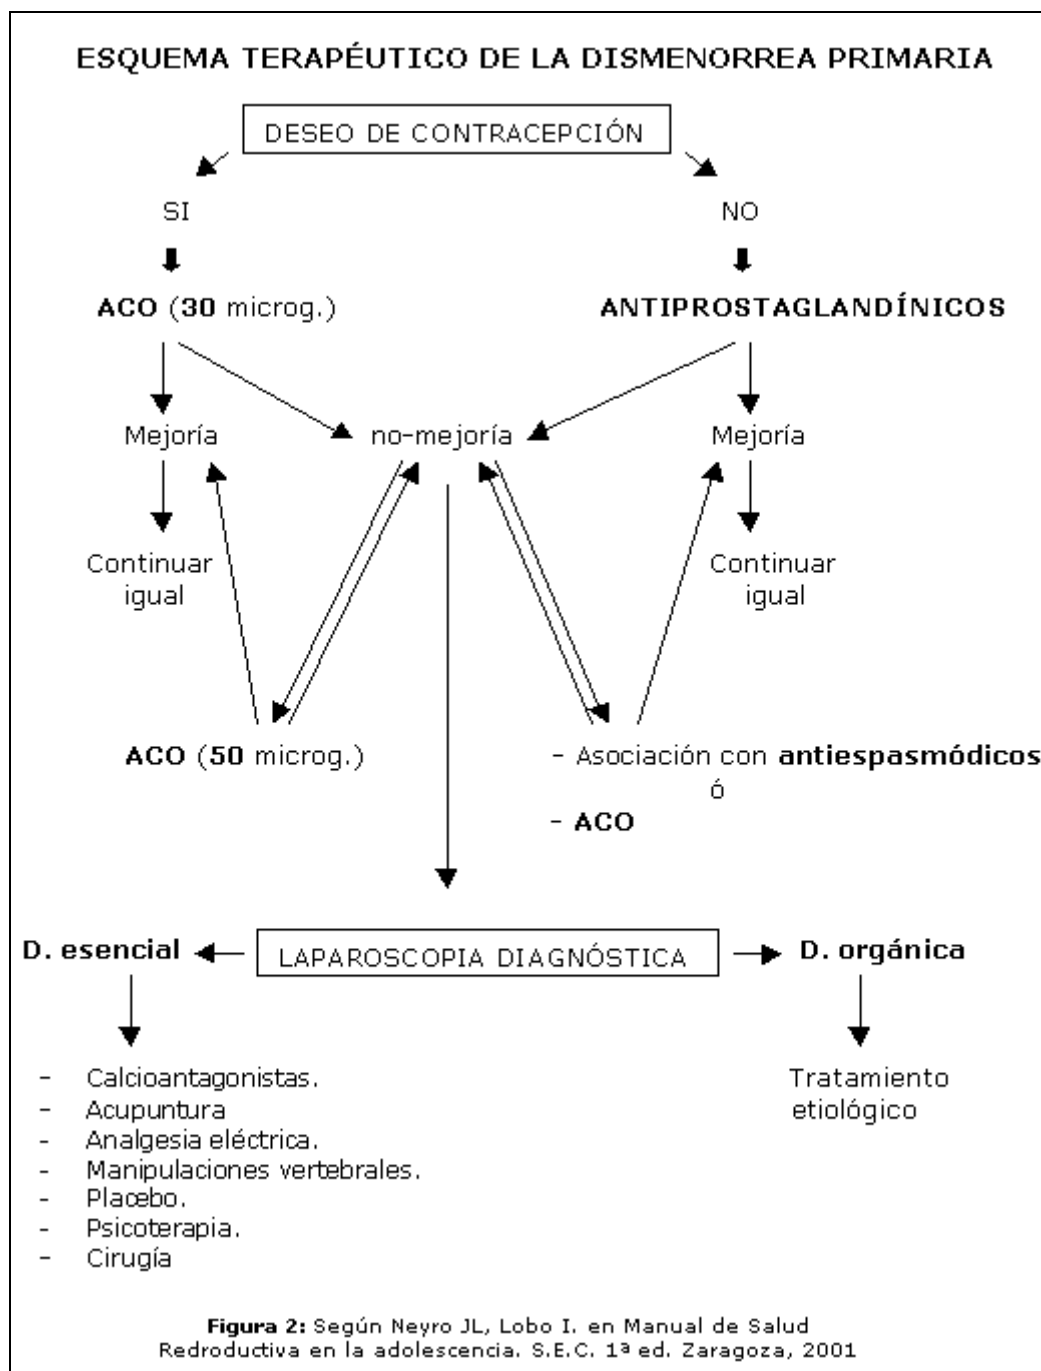 ESQUEMA TERAPÉUTICO DE LA DISMENORREA PRIMARIA
DESEO DE CONTRACEPCIÓN
SI
NO
ACO (30 microg.)
ANTIPROSTAGLANDÍNICOS
Mejoría
no-mejoría
Mejoría
Continuar
igual
Continuar
igual
ACO (50 microg.)
- Asociación con antiespasmódicos
ó
- ACO
D. esencial
LAPAROSCOPIA DIAGNÓSTICA
D. orgánica
- Calcioantagonistas.
- Acupuntura
- Analgesia eléctrica.
- Manipulaciones vertebrales.
- Placebo.
- Psicoterapia.
- Cirugía
Tratamiento
etiológico
Figura 2: Según Neyro JL, Lobo I. en Manual de Salud
Redroductiva en la adolescencia. S.E.C. 1ª ed. Zaragoza, 2001